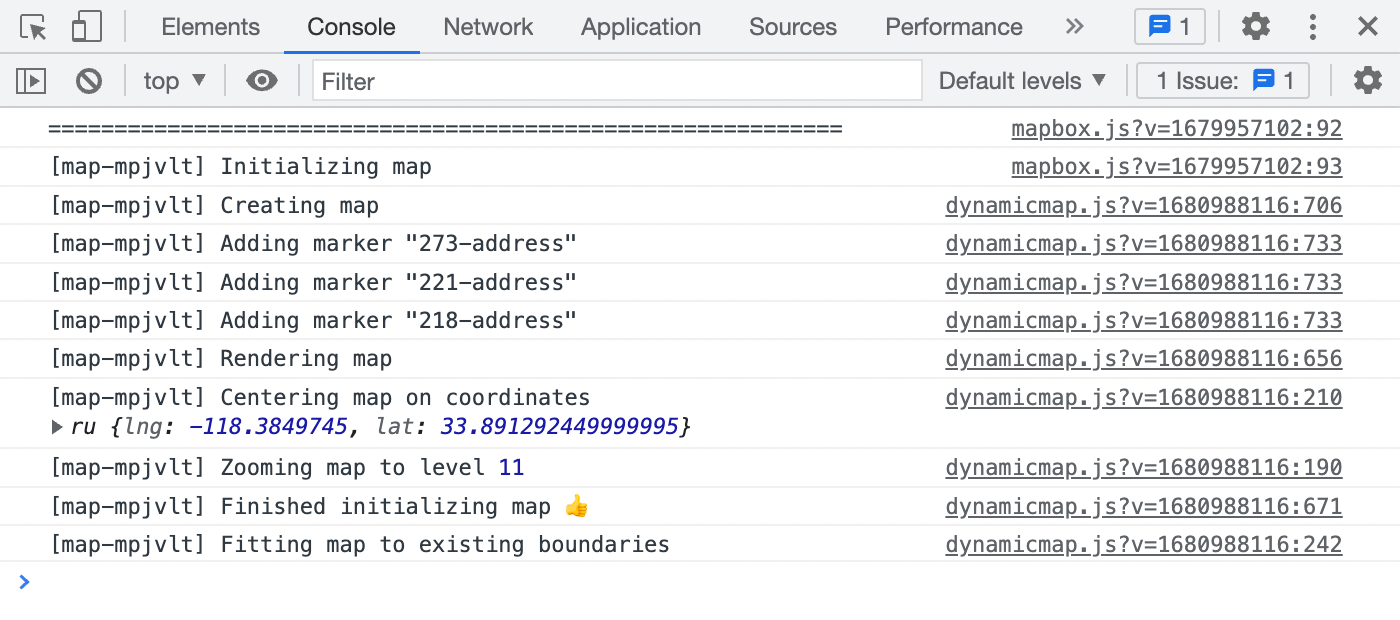 Elements Console Network Application Sources Performance » 1
top ▼ Filter Default levels ▼ 1 Issue: 1
============================================================ mapbox.js?v=1679957102:92
[map-mpjvlt] Initializing map mapbox.js?v=1679957102:93
[map-mpjvlt] Creating map dynamicmap.js?v=1680988116:706
[map-mpjvlt] Adding marker "273-address" dynamicmap.js?v=1680988116:733
[map-mpjvlt] Adding marker "221-address" dynamicmap.js?v=1680988116:733
[map-mpjvlt] Adding marker "218-address" dynamicmap.js?v=1680988116:733
[map-mpjvlt] Rendering map dynamicmap.js?v=1680988116:656
[map-mpjvlt] Centering map on coordinates dynamicmap.js?v=1680988116:210
▶ ru {lng: -118.3849745, lat: 33.891292449999995}
[map-mpjvlt] Zooming map to level 11 dynamicmap.js?v=1680988116:190
[map-mpjvlt] Finished initializing map 👍 dynamicmap.js?v=1680988116:671
[map-mpjvlt] Fitting map to existing boundaries dynamicmap.js?v=1680988116:242